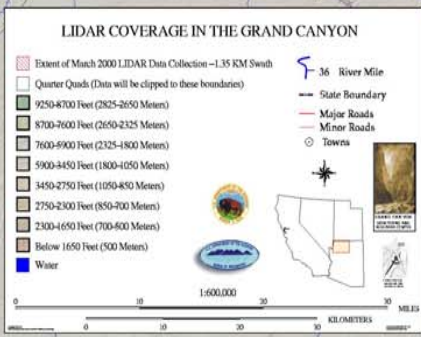 LIDAR COVERAGE IN THE GRAND CANYON
Extent of March 2000 LIDAR Data Collection ~1.35 KM Swath
Quarter Quads (Data will be clipped to these boundaries)
9250-8700 Feet (2825-2650 Meters)
8700-7600 Feet (2650-2325 Meters)
7600-5900 Feet (2325-1800 Meters)
5900-3450 Feet (1800-1050 Meters)
3450-2750 Feet (1050-850 Meters)
2750-2300 Feet (850-700 Meters)
2300-1650 Feet (700-500 Meters)
Below 1650 Feet (500 Meters)
Water
36 River Mile
State Boundary
Major Roads
Minor Roads
Towns
1:600,000
0 10 20 30 MILES
0 10 20 30 KILOMETERS